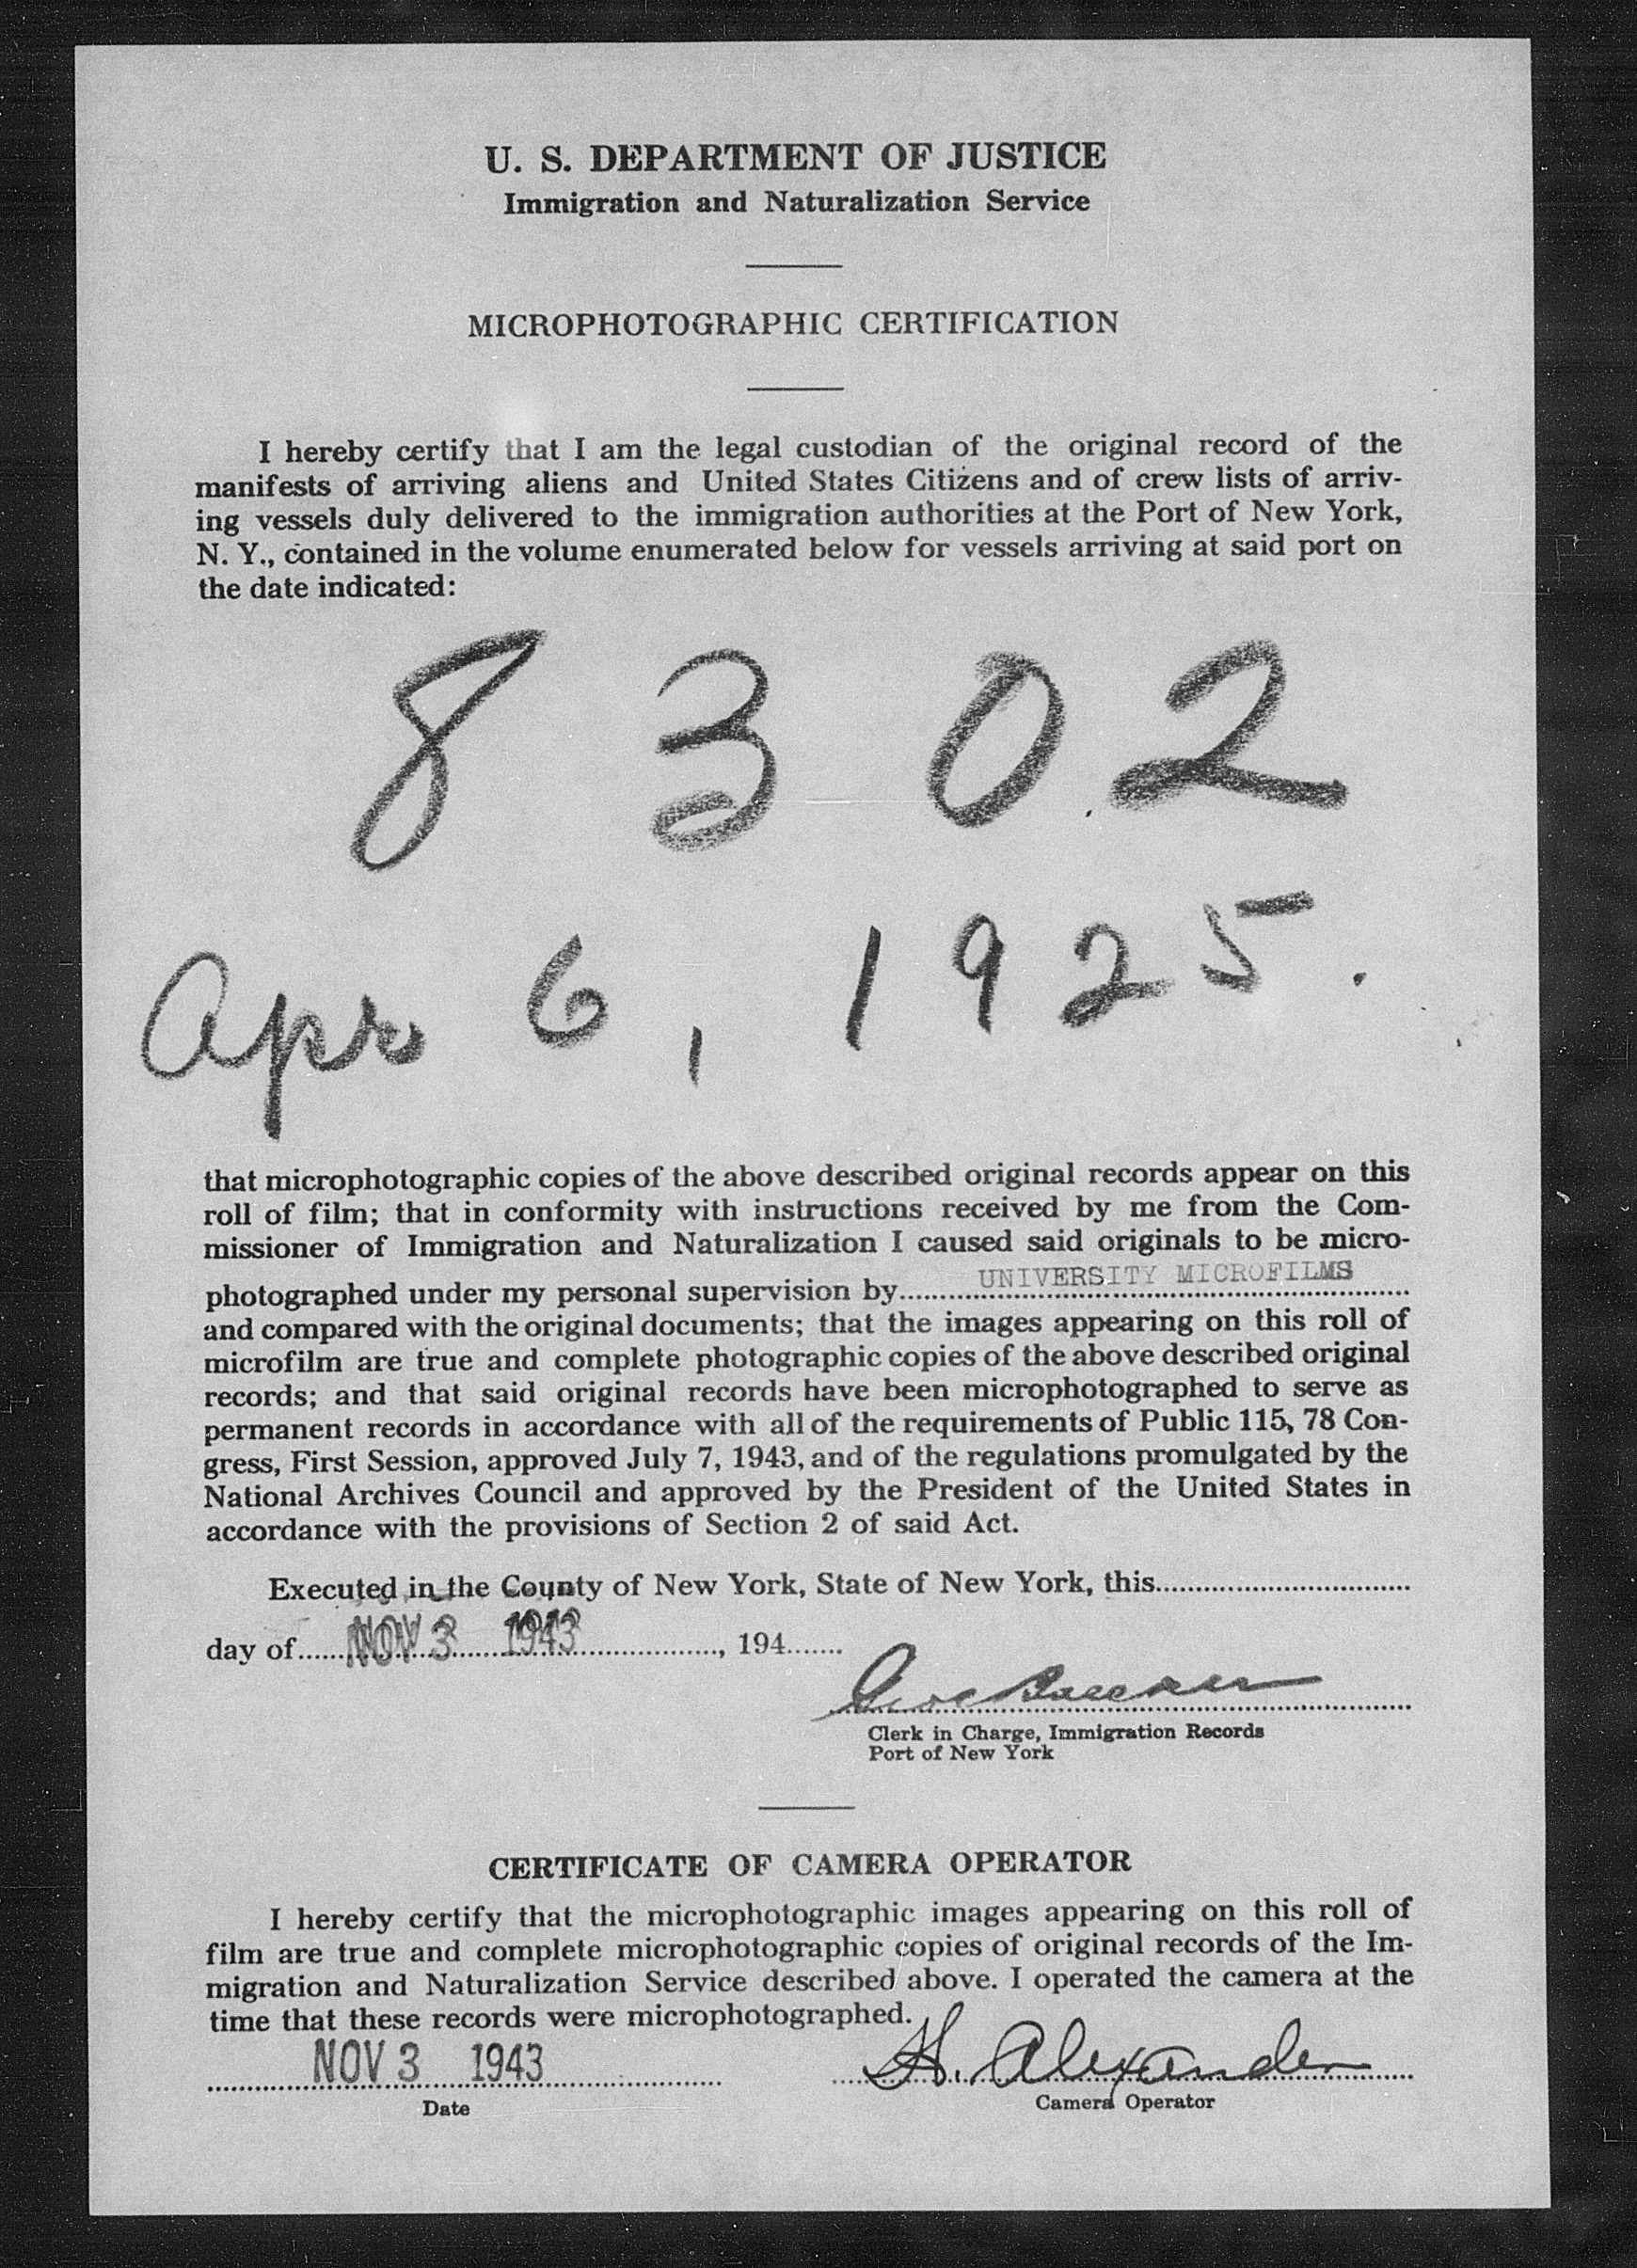 U. S. DEPARTMENT OF JUSTICE
Immigration and Naturalization Service
MICROPHOTOGRAPHIC CERTIFICATION
I hereby certify that I am the legal custodian of the original record of the
manifests of arriving aliens and United States Citizens and of crew lists of arriv-
ing vessels duly delivered to the immigration authorities at the Port of New York,
N. Y., contained in the volume enumerated below for vessels arriving at said port on
the date indicated:
8302
Apr 6, 1925.
that microphotographic copies of the above described original records appear on this
roll of film; that in conformity with instructions received by me from the Com-
missioner of Immigration and Naturalization I caused said originals to be micro-
photographed under my personal supervision by UNIVERSITY MICROFILMS
and compared with the original documents; that the images appearing on this roll of
microfilm are true and complete photographic copies of the above described original
records; and that said original records have been microphotographed to serve as
permanent records in accordance with all of the requirements of Public 115, 78 Con-
gress, First Session, approved July 7, 1943, and of the regulations promulgated by the
National Archives Council and approved by the President of the United States in
accordance with the provisions of Section 2 of said Act.
Executed in the County of New York, State of New York, this
day of NOV 3 1943, 194
Clerk in Charge, Immigration Records
Port of New York
CERTIFICATE OF CAMERA OPERATOR
I hereby certify that the microphotographic images appearing on this roll of
film are true and complete microphotographic copies of original records of the Im-
migration and Naturalization Service described above. I operated the camera at the
time that these records were microphotographed.
NOV 3 1943 H. Alexander
Date Camera Operator